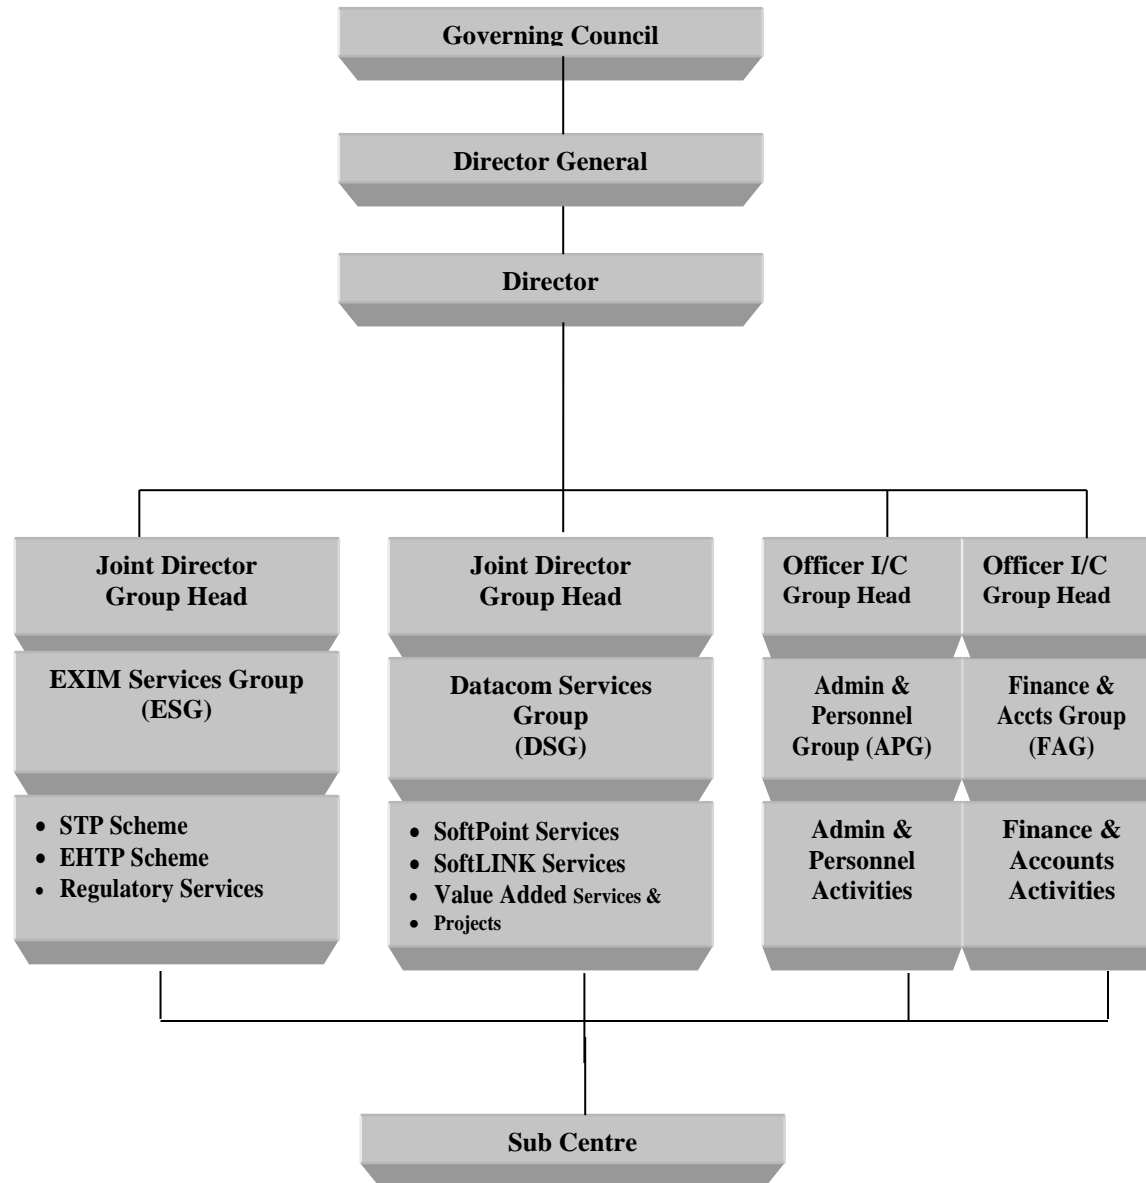 Governing Council
Director General
Director
Joint Director
Group Head
EXIM Services Group
(ESG)
• STP Scheme
• EHTP Scheme
• Regulatory Services
Joint Director
Group Head
Datacom Services
Group
(DSG)
• SoftPoint Services
• SoftLINK Services
• Value Added Services &
• Projects
Officer I/C
Group Head
Admin &
Personnel
Group (APG)
Admin &
Personnel
Activities
Officer I/C
Group Head
Finance &
Accts Group
(FAG)
Finance &
Accounts
Activities
Sub Centre